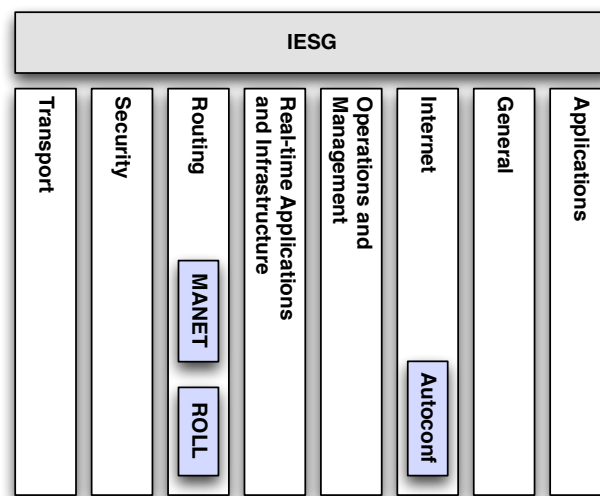 IESG
Transport
Security
Routing
MANET
ROLL
Real-time Applications
and Infrastructure
Operations and
Management
Internet
Autoconf
General
Applications